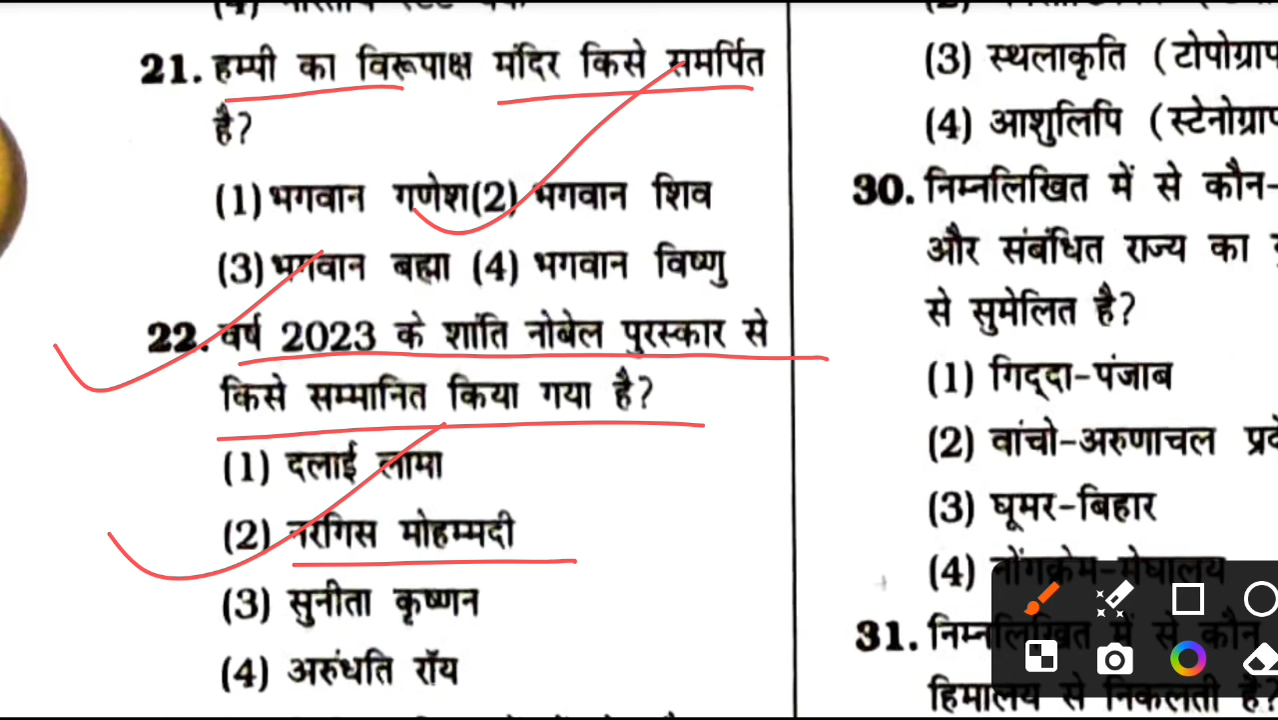 21. हम्पी का विरूपाक्ष मंदिर किसे समर्पित
है?
(1) भगवान गणेश (2) भगवान शिव
(3) भगवान ब्रह्मा (4) भगवान विष्णु
22. वर्ष 2023 के शांति नोबेल पुरस्कार से
किसे सम्मानित किया गया है?
(1) दलाई लामा
(2) नरगिस मोहम्मदी
(3) सुनीता कृष्णन
(4) अरुंधति रॉय
(3) स्थलाकृति (टोपोग्राफ
(4) आशुलिपि (स्टेनोग्राफ
30. निम्नलिखित में से कौन-
और संबंधित राज्य का
से सुमेलित है?
(1) गिद्दा-पंजाब
(2) वांचो-अरुणाचल प्रदे
(3) घूमर-बिहार
(4) नोंगक्रेम-मेघालय
31. निम्नलिखित में से कौन
हिमालय से निकलती है?